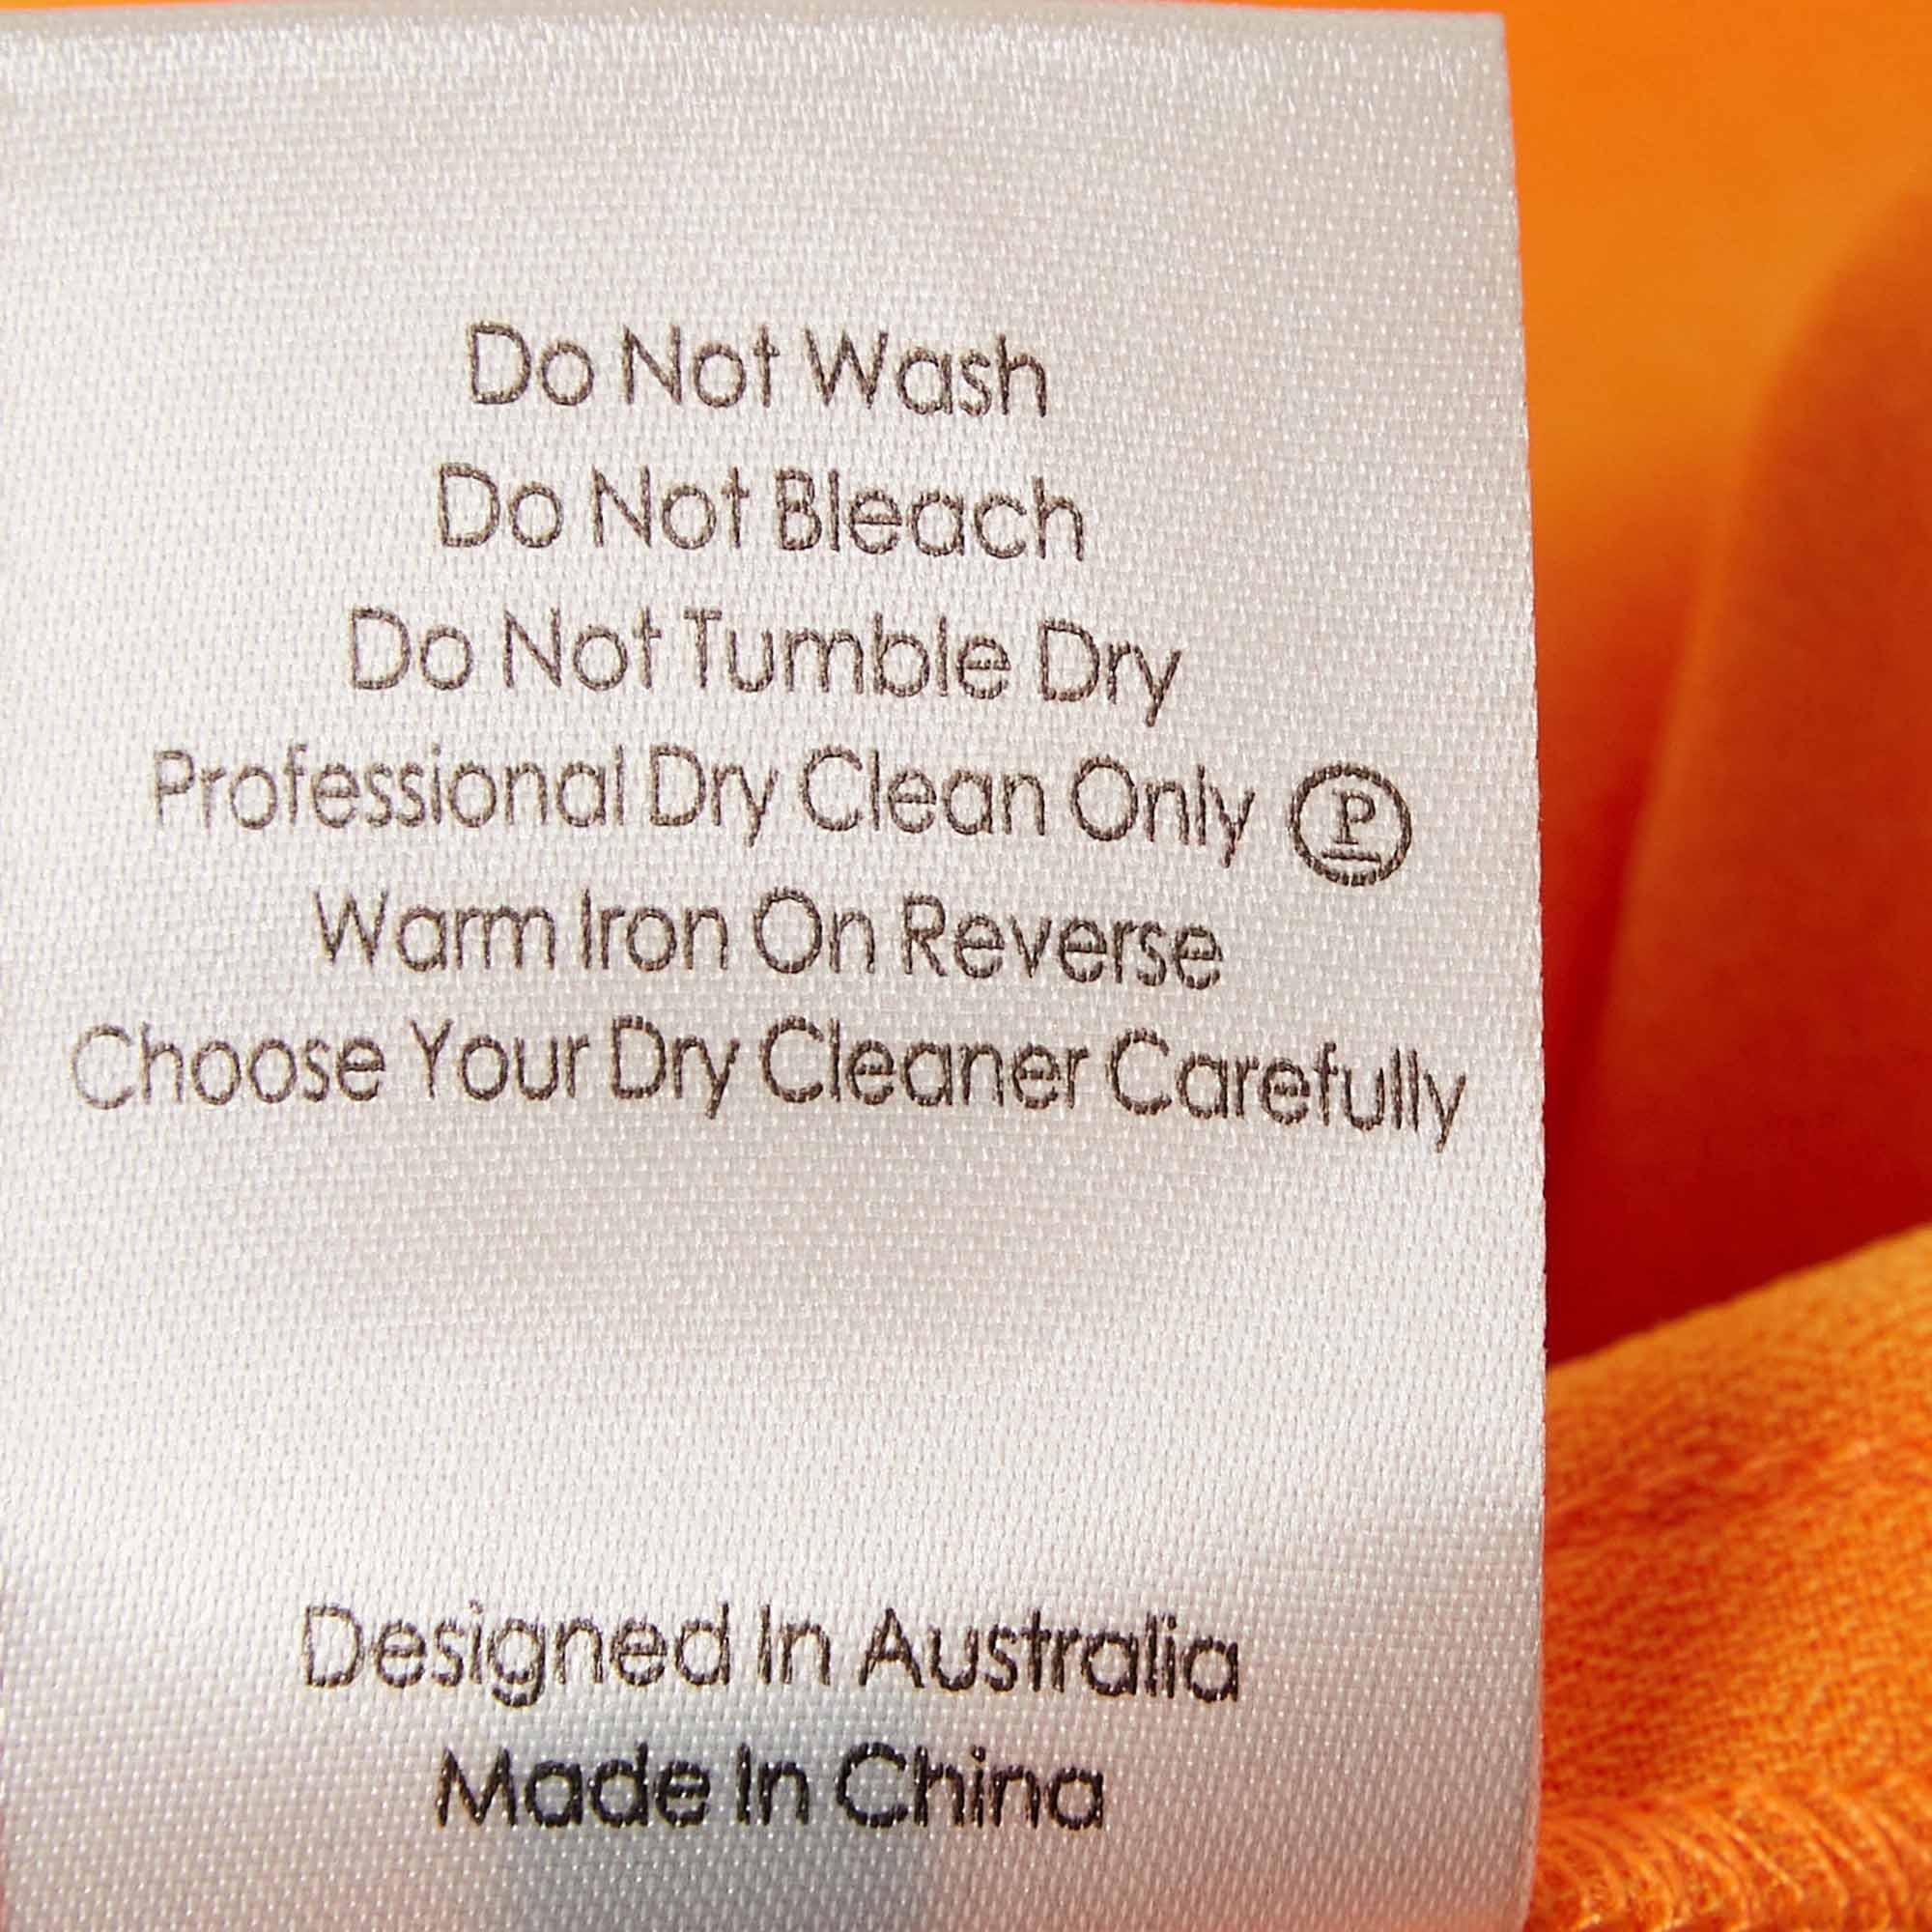 Do Not Wash
Do Not Bleach
Do Not Tumble Dry
Professional Dry Clean Only Ⓟ
Warm Iron On Reverse
Choose Your Dry Cleaner Carefully
Designed In Australia
Made In China